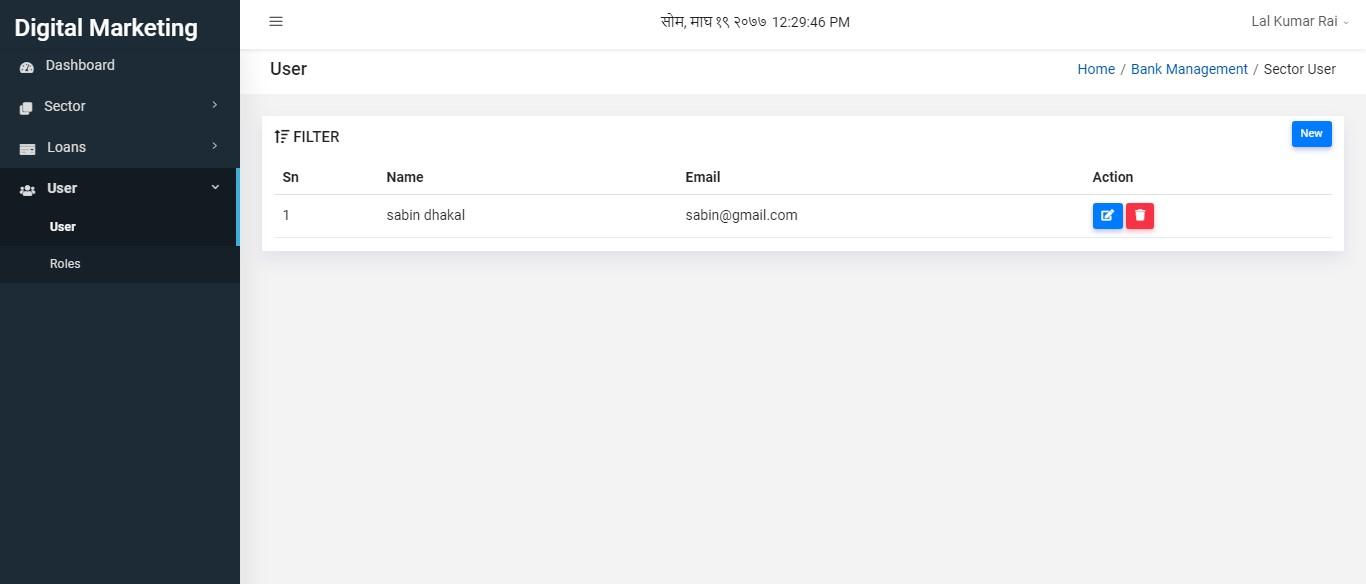 Digital Marketing
Dashboard
Sector
Loans
User
User
Roles
सोम, माघ १९ २०७७ 12:29:46 PM
Lal Kumar Rai
User
Home / Bank Management / Sector User
FILTER
New
Sn Name Email Action
1 sabin dhakal sabin@gmail.com